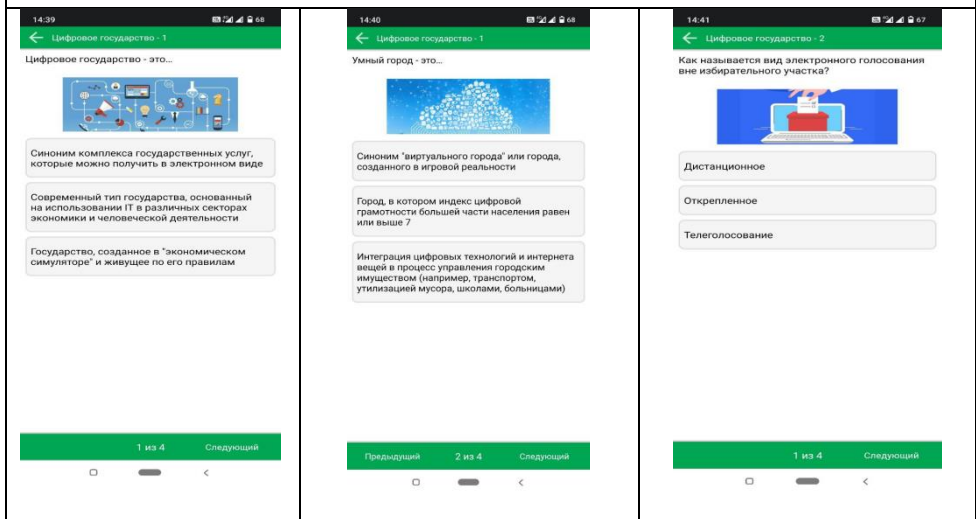 14:39
68
Цифровое государство - 1
Цифровое государство - это...
Синоним комплекса государственных услуг,
которые можно получить в электронном виде
Современный тип государства, основанный
на использовании IT в различных секторах
экономики и человеческой деятельности
Государство, созданное в "экономическом
симуляторе" и живущее по его правилам
1 из 4
Следующий
14:40
68
Цифровое государство - 1
Умный город - это...
Синоним "виртуального города" или города,
созданного в игровой реальности
Город, в котором индекс цифровой
грамотности большей части населения равен
или выше 7
Интеграция цифровых технологий и интернета
вещей в процесс управления городским
имуществом (например, транспортом,
утилизацией мусора, школами, больницами)
Предыдущий
2 из 4
Следующий
14:41
67
Цифровое государство - 2
Как называется вид электронного голосования
вне избирательного участка?
Дистанционное
Открепленное
Телеголосование
1 из 4
Следующий